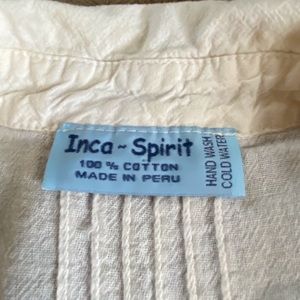 Inca ~ Spirit
100 % COTTON
MADE IN PERU
HAND WASH
COLD WATER